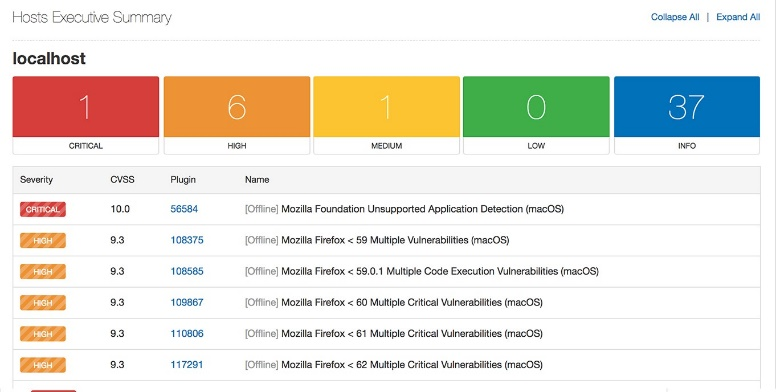 Hosts Executive Summary
Collapse All | Expand All
localhost
1 6 1 0 37
CRITICAL HIGH MEDIUM LOW INFO
Severity CVSS Plugin Name
CRITICAL 10.0 56584 [Offline] Mozilla Foundation Unsupported Application Detection (macOS)
HIGH 9.3 108375 [Offline] Mozilla Firefox < 59 Multiple Vulnerabilities (macOS)
HIGH 9.3 108585 [Offline] Mozilla Firefox < 59.0.1 Multiple Code Execution Vulnerabilities (macOS)
HIGH 9.3 109867 [Offline] Mozilla Firefox < 60 Multiple Critical Vulnerabilities (macOS)
HIGH 9.3 110806 [Offline] Mozilla Firefox < 61 Multiple Critical Vulnerabilities (macOS)
HIGH 9.3 117291 [Offline] Mozilla Firefox < 62 Multiple Critical Vulnerabilities (macOS)